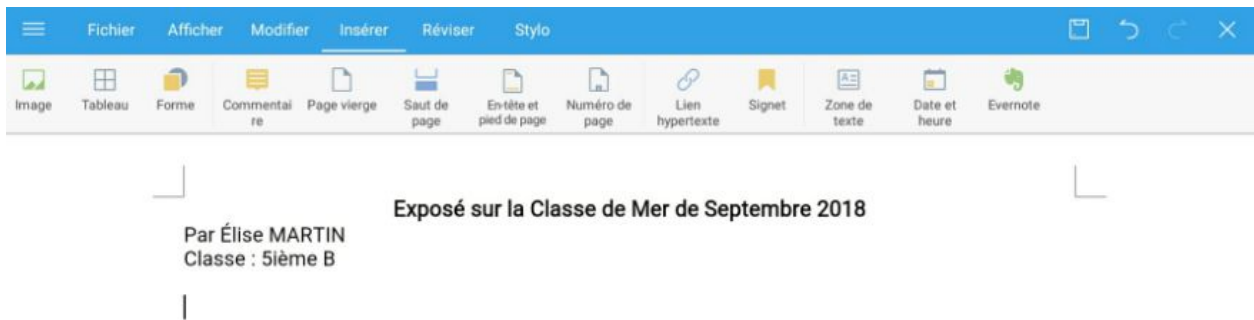 Fichier Afficher Modifier Insérer Réviser Stylo
Image Tableau Forme Commentai Page vierge Saut de En-tête et Numéro de Lien Signet Zone de Date et Evernote
re page pied de page page hypertexte texte heure
Exposé sur la Classe de Mer de Septembre 2018
Par Élise MARTIN
Classe : 5ième B